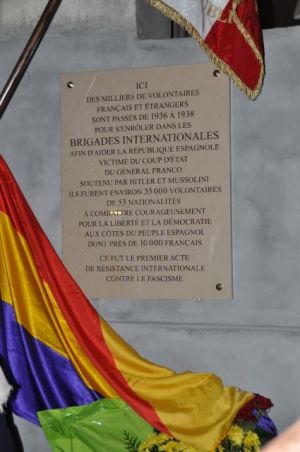 ICI
DES MILLIERS DE VOLONTAIRES
FRANÇAIS ET ÉTRANGERS
SONT PASSÉS DE 1936 À 1938
POUR S'ENRÔLER DANS LES
BRIGADES INTERNATIONALES
AFIN D'AIDER LA RÉPUBLIQUE ESPAGNOLE
VICTIME DU COUP D'ÉTAT
DU GÉNÉRAL FRANCO
SOUTENU PAR HITLER ET MUSSOLINI
ILS FURENT ENVIRON 35 000 VOLONTAIRES
DE 53 NATIONALITÉS
À COMBATTRE COURAGEUSEMENT
POUR LA LIBERTÉ ET LA DÉMOCRATIE
AUX CÔTÉS DU PEUPLE ESPAGNOL
DONT PRÈS DE 10 000 FRANÇAIS
CE FUT LE PREMIER ACTE
DE RÉSISTANCE INTERNATIONALE
CONTRE LE FASCISME